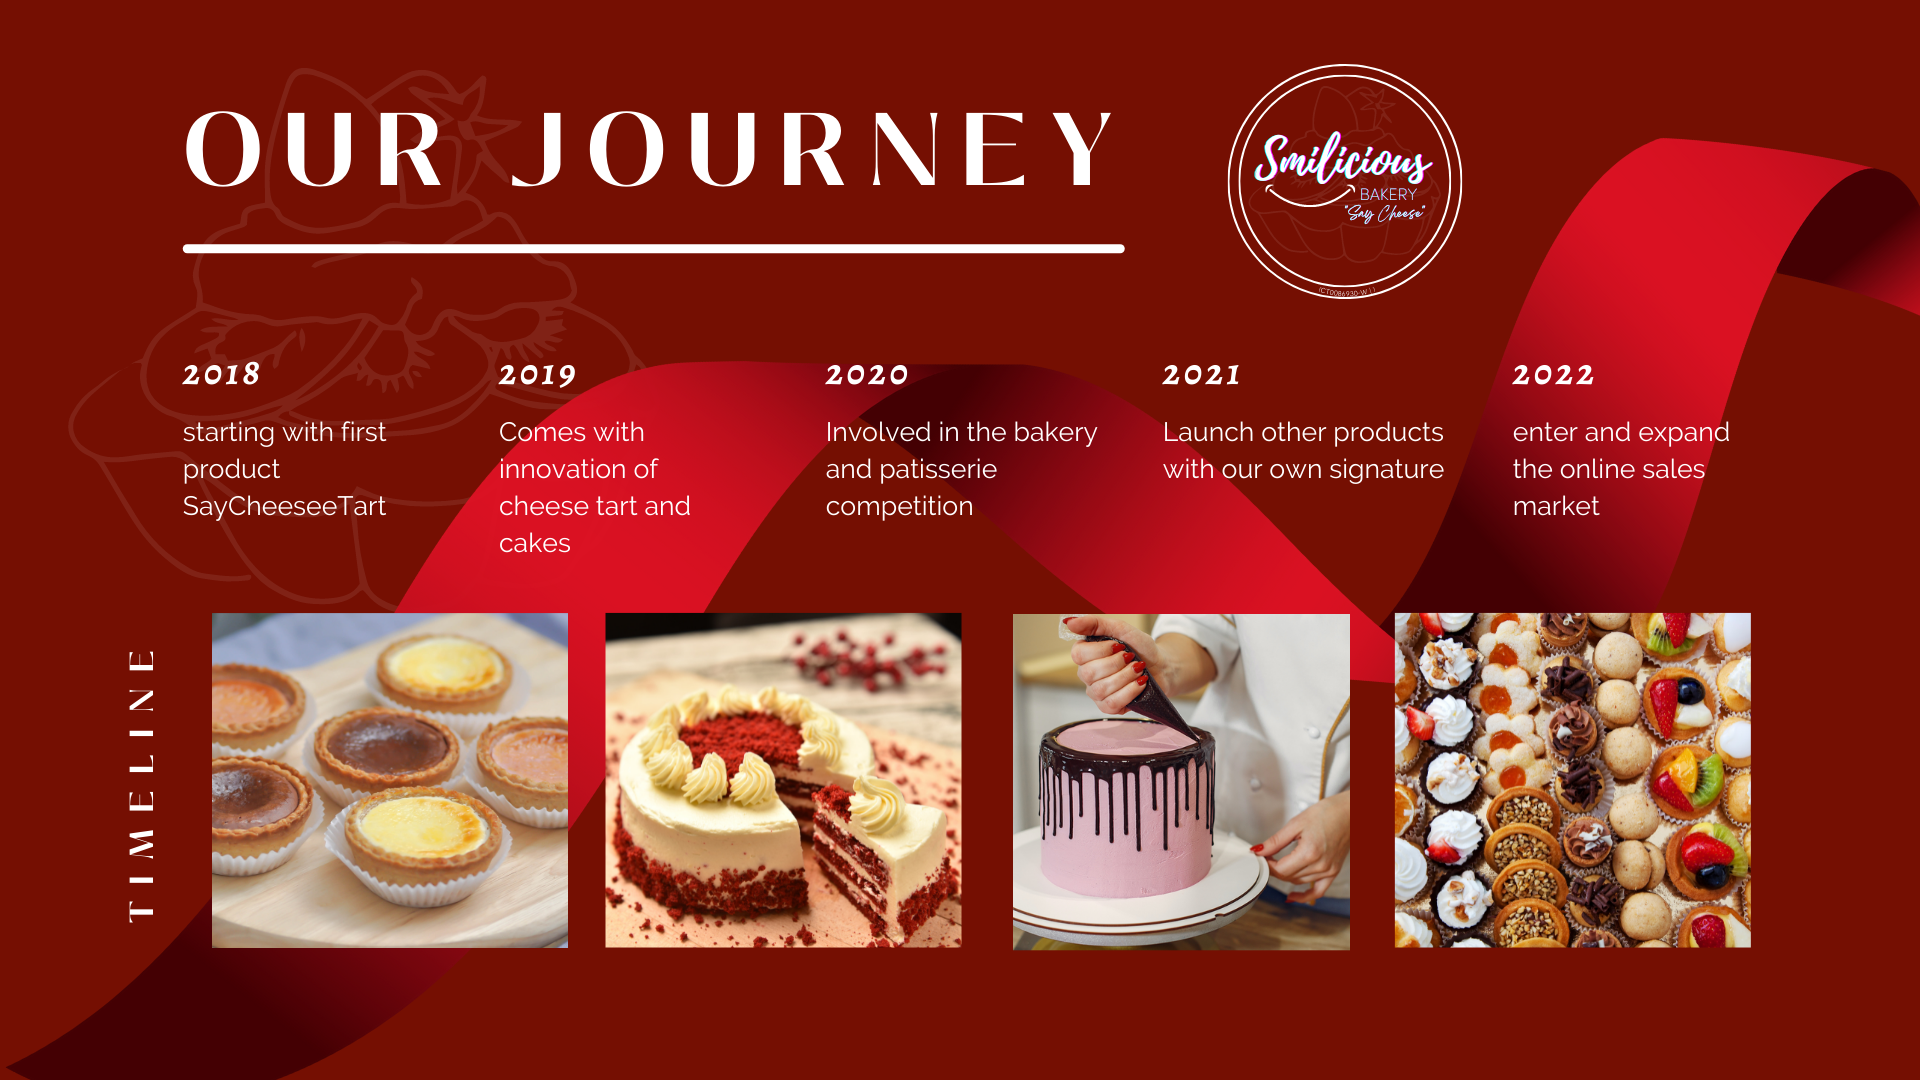 OUR JOURNEY
Smilicious
BAKERY
"Say Cheese"
2018
starting with first
product
SayCheeseeTart
2019
Comes with
innovation of
cheese tart and
cakes
2020
Involved in the bakery
and patisserie
competition
2021
Launch other products
with our own signature
2022
enter and expand
the online sales
market
TIMELINE